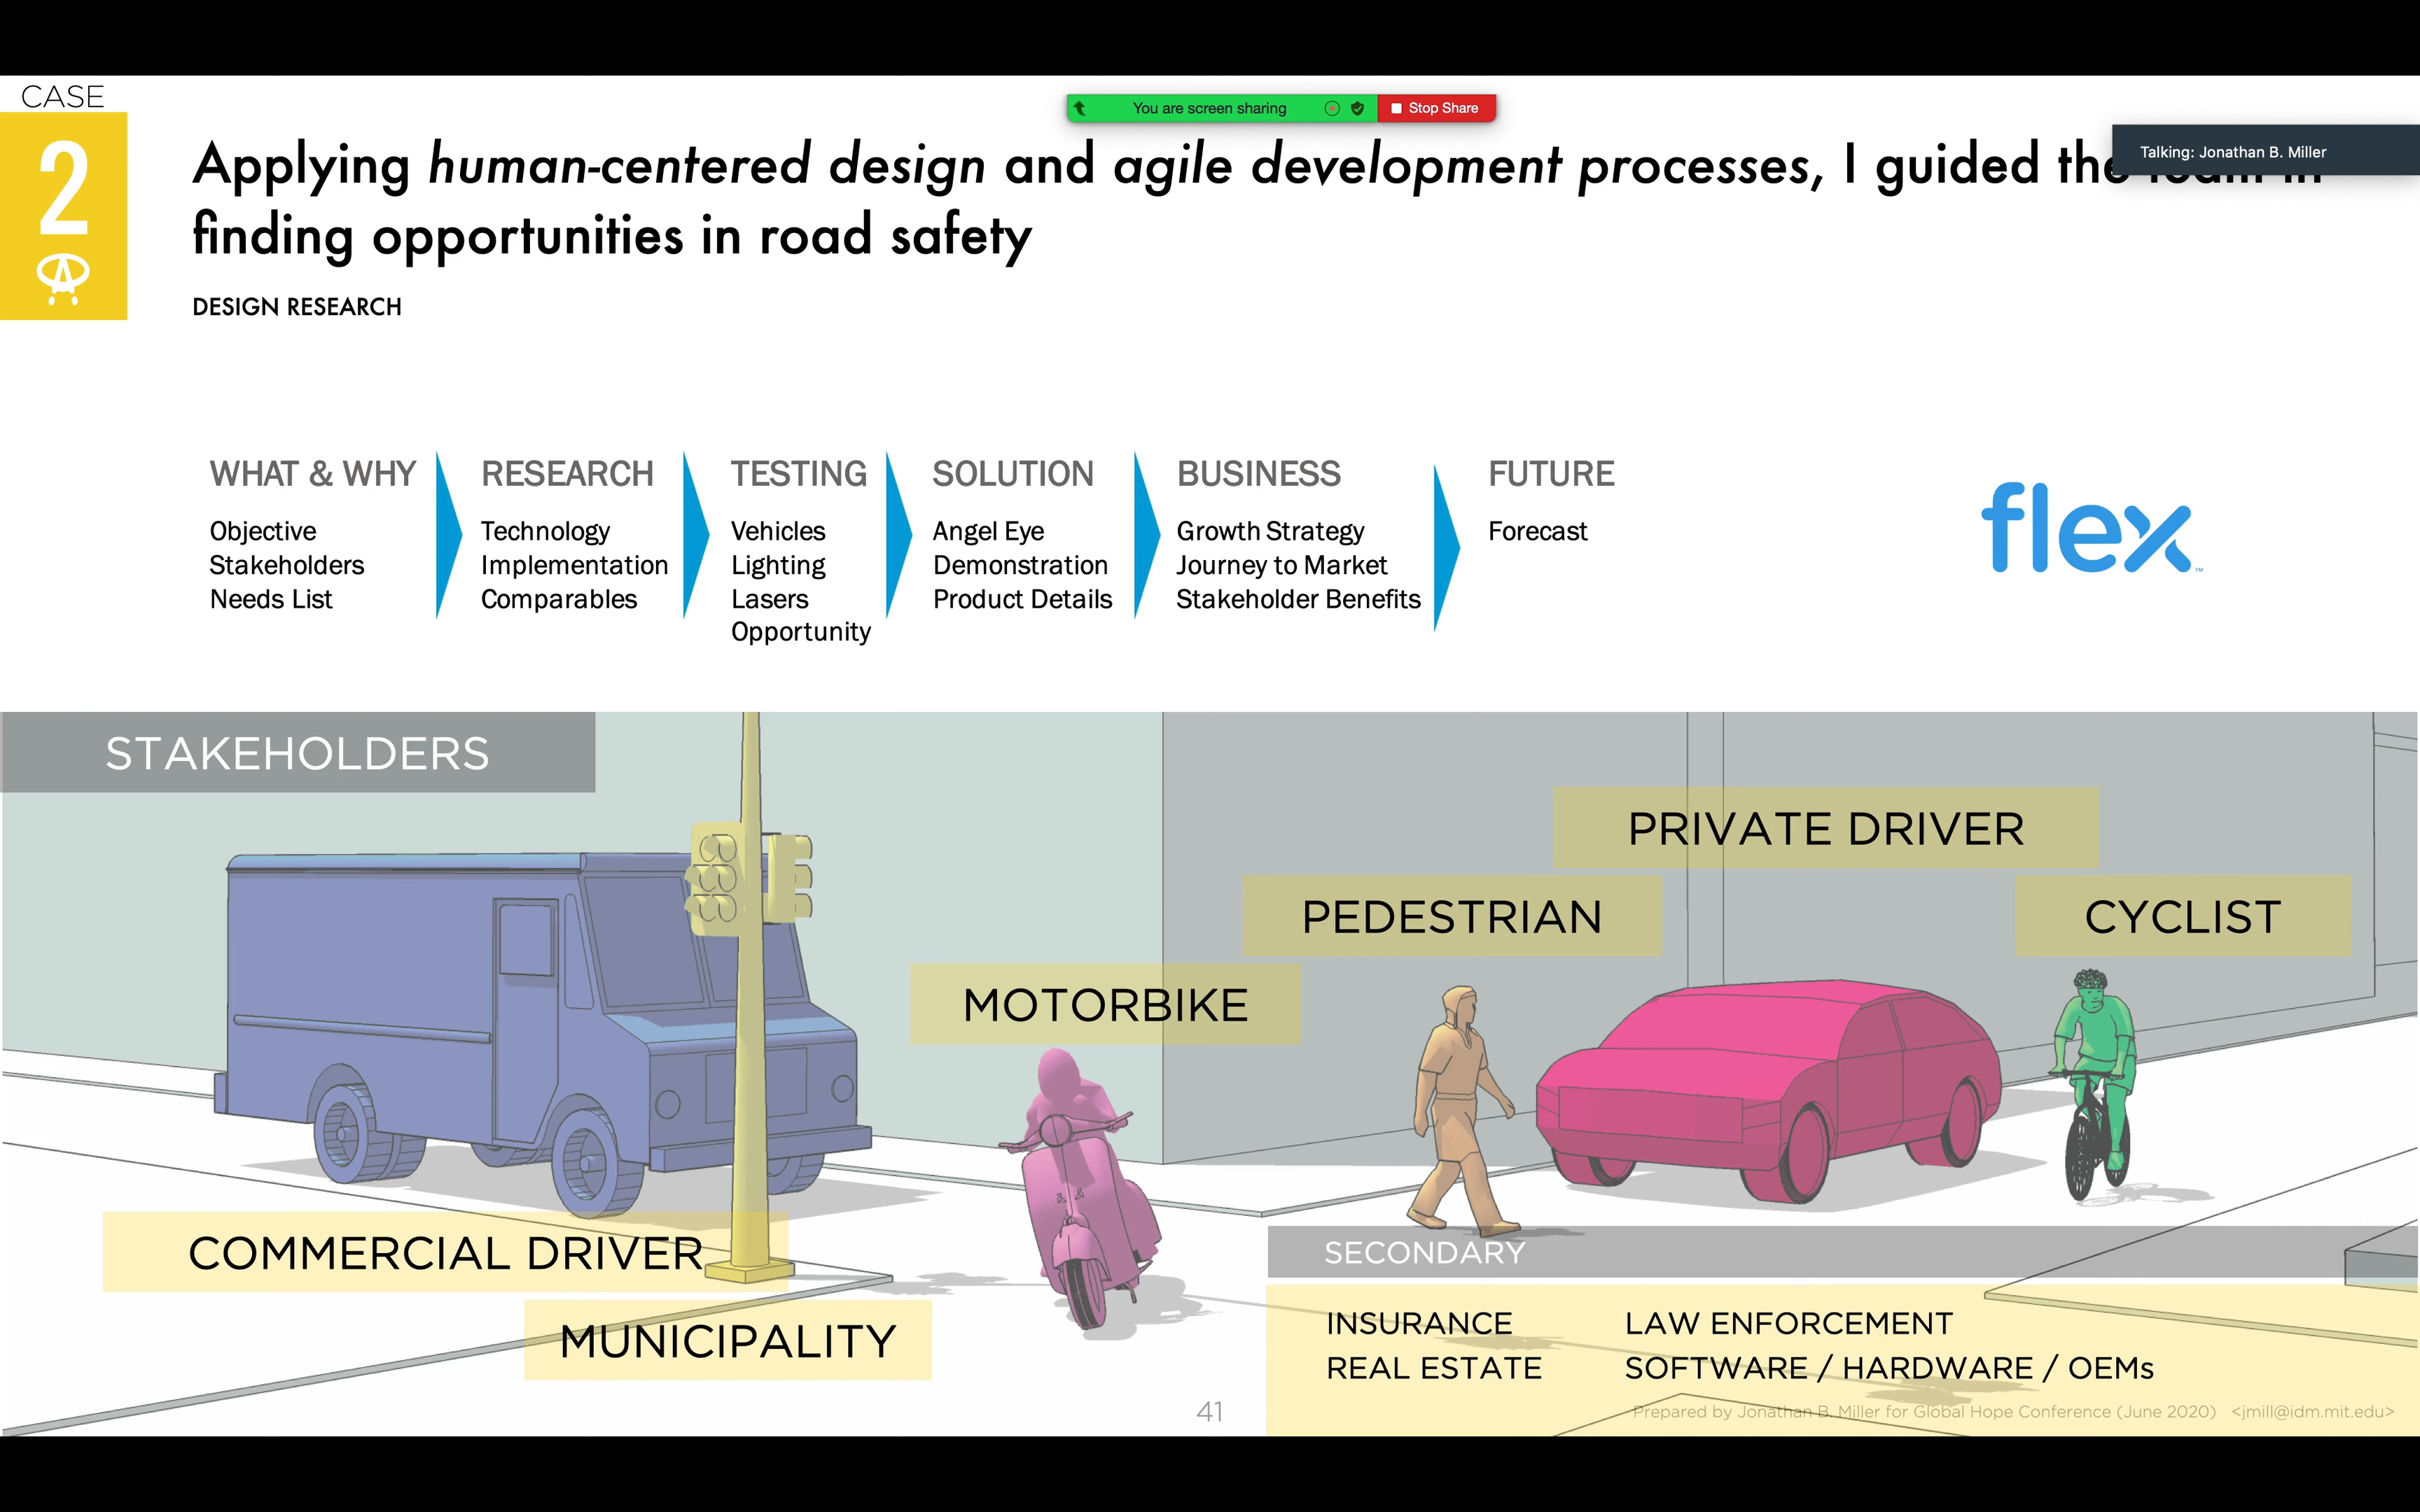 CASE
2
You are screen sharing
Stop Share
Talking: Jonathan B. Miller
Applying human-centered design and agile development processes, I guided the
finding opportunities in road safety
DESIGN RESEARCH
WHAT & WHY
Objective
Stakeholders
Needs List
RESEARCH
Technology
Implementation
Comparables
TESTING
Vehicles
Lighting
Lasers
Opportunity
SOLUTION
Angel Eye
Demonstration
Product Details
BUSINESS
Growth Strategy
Journey to Market
Stakeholder Benefits
FUTURE
Forecast
flex™
STAKEHOLDERS
PRIVATE DRIVER
PEDESTRIAN
CYCLIST
MOTORBIKE
COMMERCIAL DRIVER
MUNICIPALITY
SECONDARY
INSURANCE
REAL ESTATE
LAW ENFORCEMENT
SOFTWARE / HARDWARE / OEMs
41
Prepared by Jonathan B. Miller for Global Hope Conference (June 2020) <jmill@idm.mit.edu>